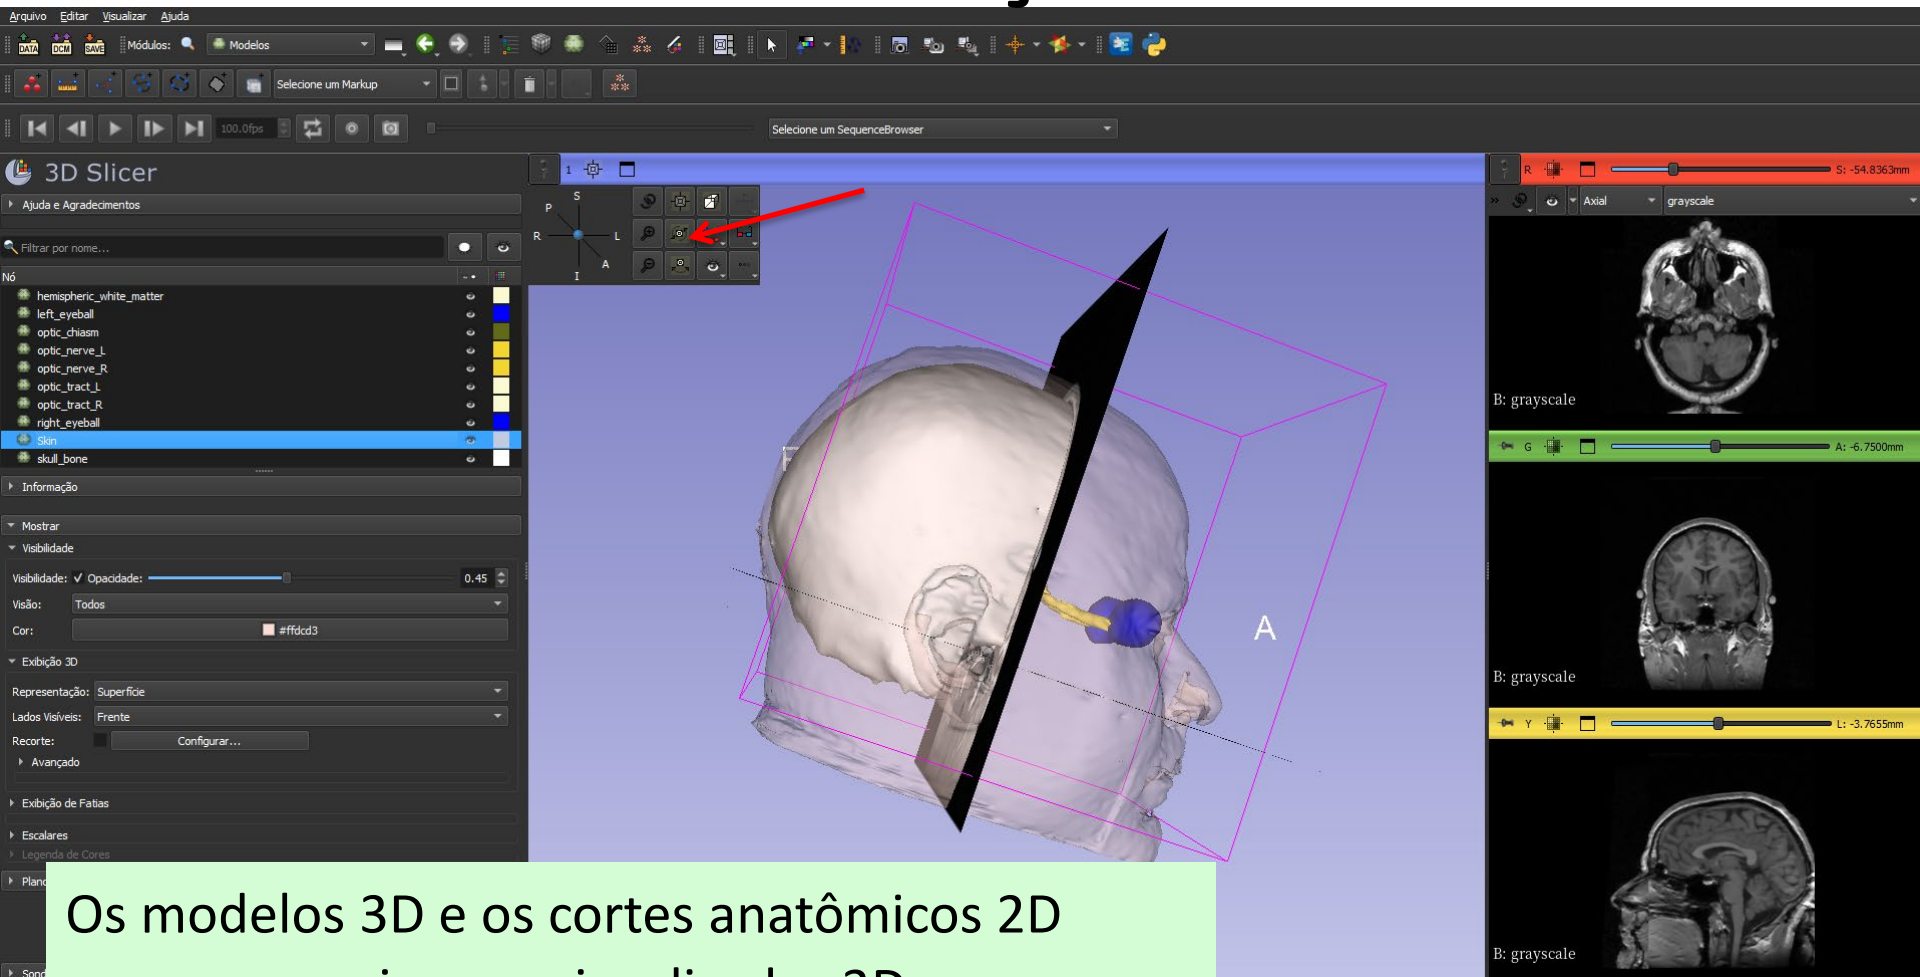 Arquivo Editar Visualizar Ajuda
DATA DCM SAVE Módulos: Modelos
Selecione um Markup
100.0fps Selecione um SequenceBrowser
3D Slicer
Ajuda e Agradecimentos
Filtrar por nome...
Nó
hemispheric_white_matter
left_eyeball
optic_chiasm
optic_nerve_L
optic_nerve_R
optic_tract_L
optic_tract_R
right_eyeball
Skin
skull_bone
Informação
Mostrar
Visibilidade
Visibilidade: Opacidade: 0.45
Visão: Todos
Cor: #ffdcd3
Exibição 3D
Representação: Superfície
Lados Visíveis: Frente
Recorte: Configurar...
Avançado
Exibição de Fatias
Escalares
Legenda de Cores
1
S
P
R L
A
I
A
R S: -54.8363mm
Axial grayscale
B: grayscale
G A: -6.7500mm
B: grayscale
Y L: -3.7655mm
B: grayscale
Os modelos 3D e os cortes anatômicos 2D